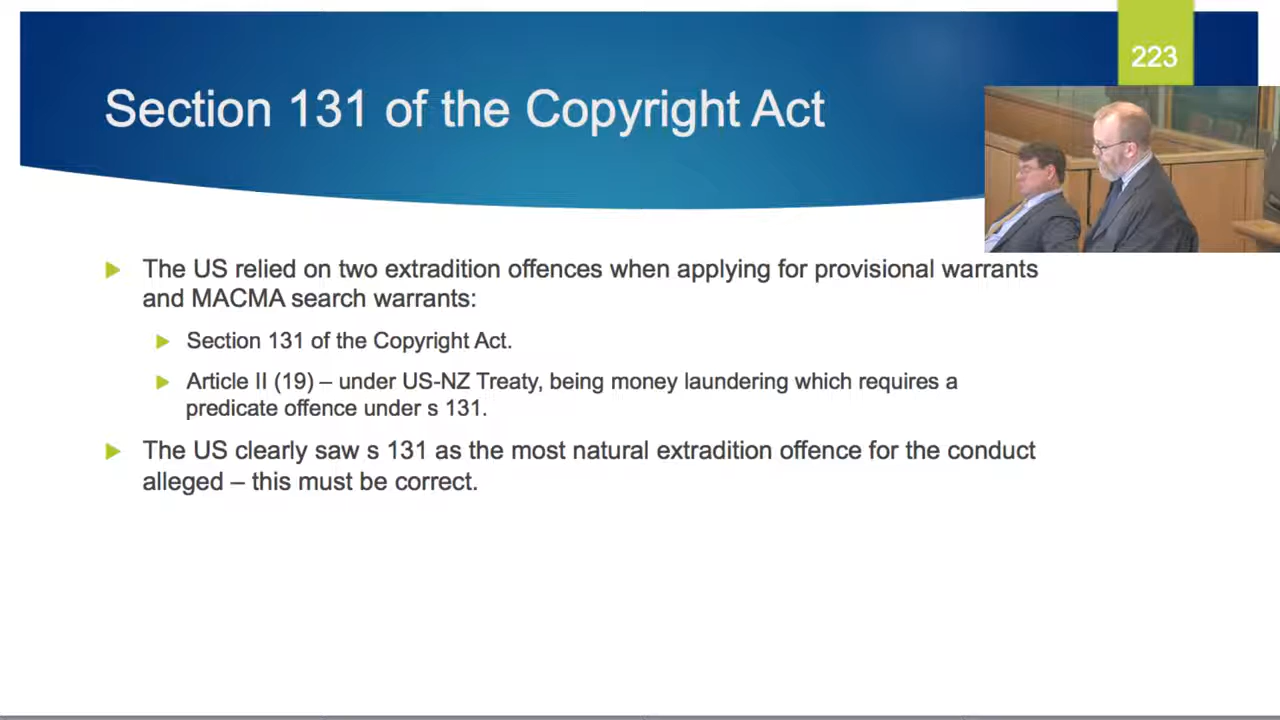 223
Section 131 of the Copyright Act
The US relied on two extradition offences when applying for provisional warrants
and MACMA search warrants:
Section 131 of the Copyright Act.
Article II (19) – under US-NZ Treaty, being money laundering which requires a
predicate offence under s 131.
The US clearly saw s 131 as the most natural extradition offence for the conduct
alleged – this must be correct.